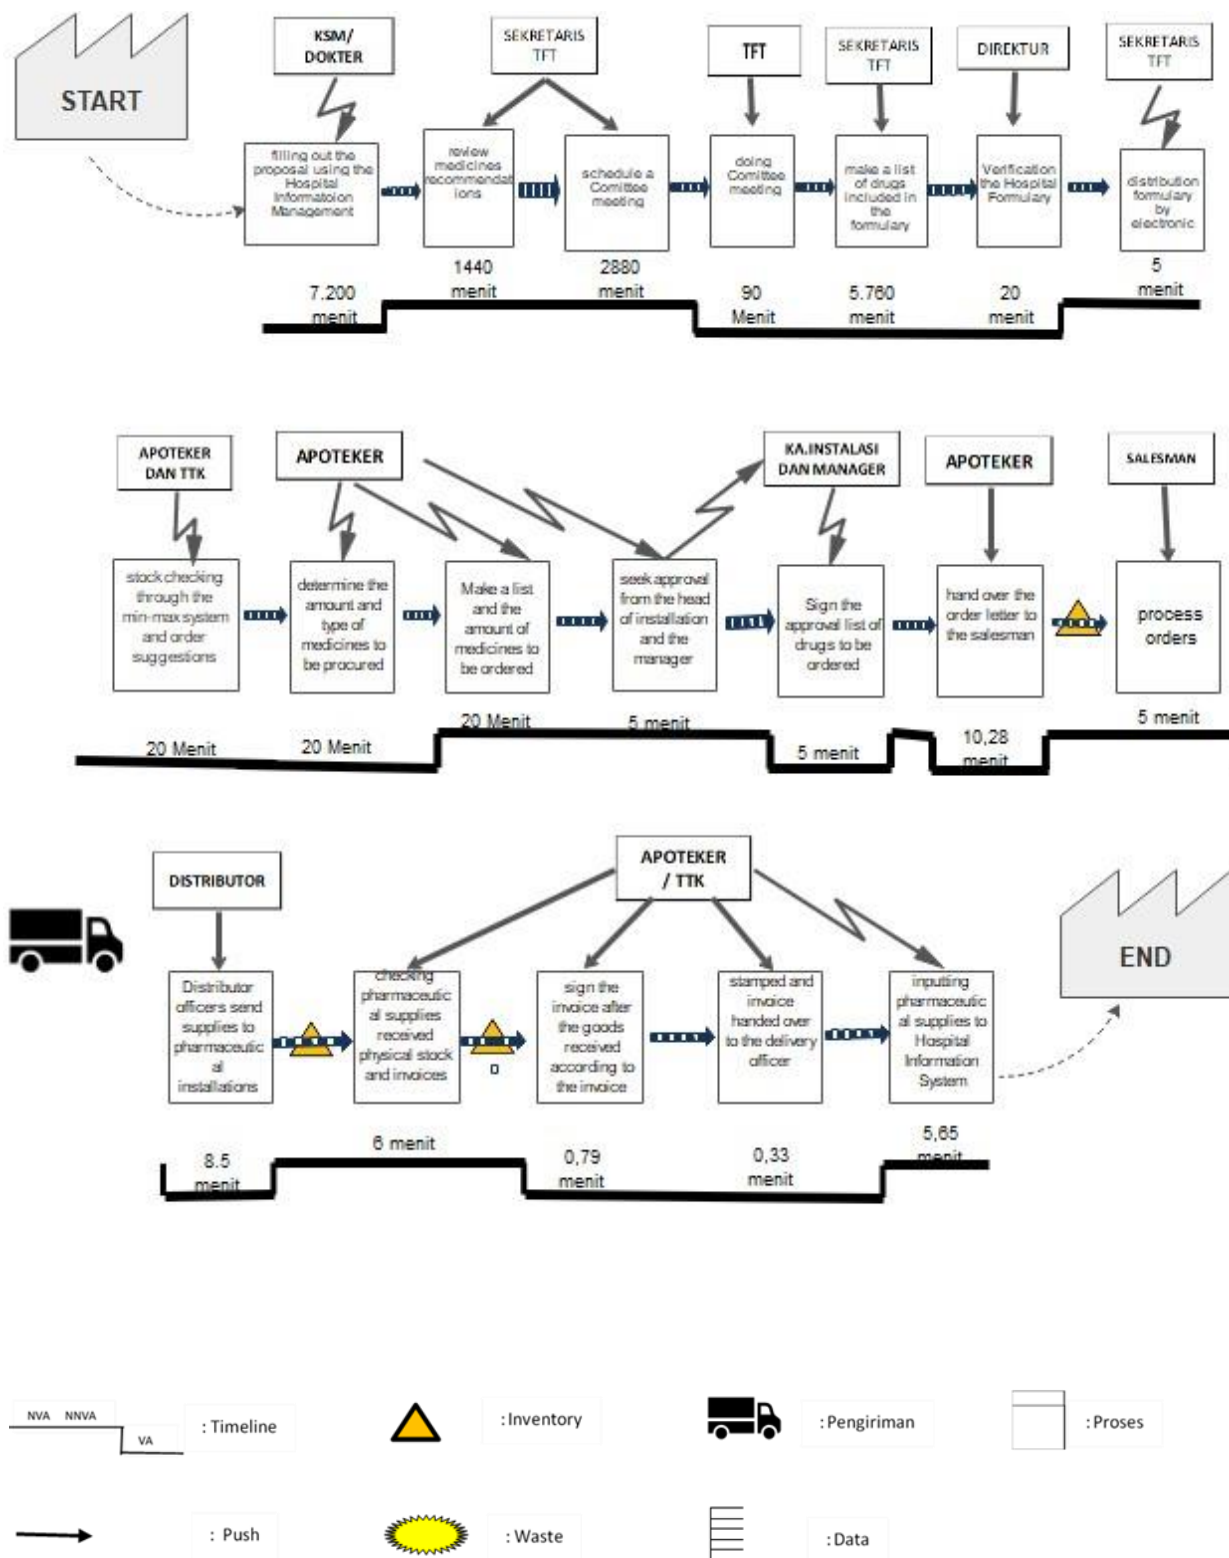 START
KSM/
DOKTER
SEKRETARIS
TFT
TFT
SEKRETARIS
TFT
DIREKTUR
SEKRETARIS
TFT
filling out the
proposal using the
Hospital
Informatoion
Management
review
medicines
recommendat
ions
schedule a
Comittee
meeting
doing
Comittee
meeting
make a list
of drugs
included in
the
formulary
Verification
the Hospital
Formulary
distribution
formulary
by
electronic
7.200
menit
1440
menit
2880
menit
90
Menit
5.760
menit
20
menit
5
menit
APOTEKER
DAN TTK
APOTEKER
KA.INSTALASI
DAN MANAGER
APOTEKER
SALESMAN
stock checking
through the
min-max system
and order
suggestions
determine the
amount and
type of
medicines to
be procured
Make a list
and the
amount of
medicines to
be ordered
seek approval
from the head
of installation
and the
manager
Sign the
approval list of
drugs to be
ordered
hand over the
order letter to
the salesman
process
orders
20 Menit
20 Menit
20 Menit
5 menit
5 menit
10,28
menit
5 menit
DISTRIBUTOR
APOTEKER
/ TTK
END
Distributor
officers send
supplies to
pharmaceutic
al
installations
checking
pharmaceutic
al supplies
received
physical stock
and invoices
0
sign the
invoice after
the goods
received
according to
the invoice
stamped and
invoice
handed over
to the delivery
officer
inputting
pharmaceutic
al supplies to
Hospital
Information
System
8.5
menit
6 menit
0,79
menit
0,33
menit
5,65
menit
NVA NNVA
VA
: Timeline
: Inventory
: Pengiriman
: Proses
: Push
: Waste
: Data